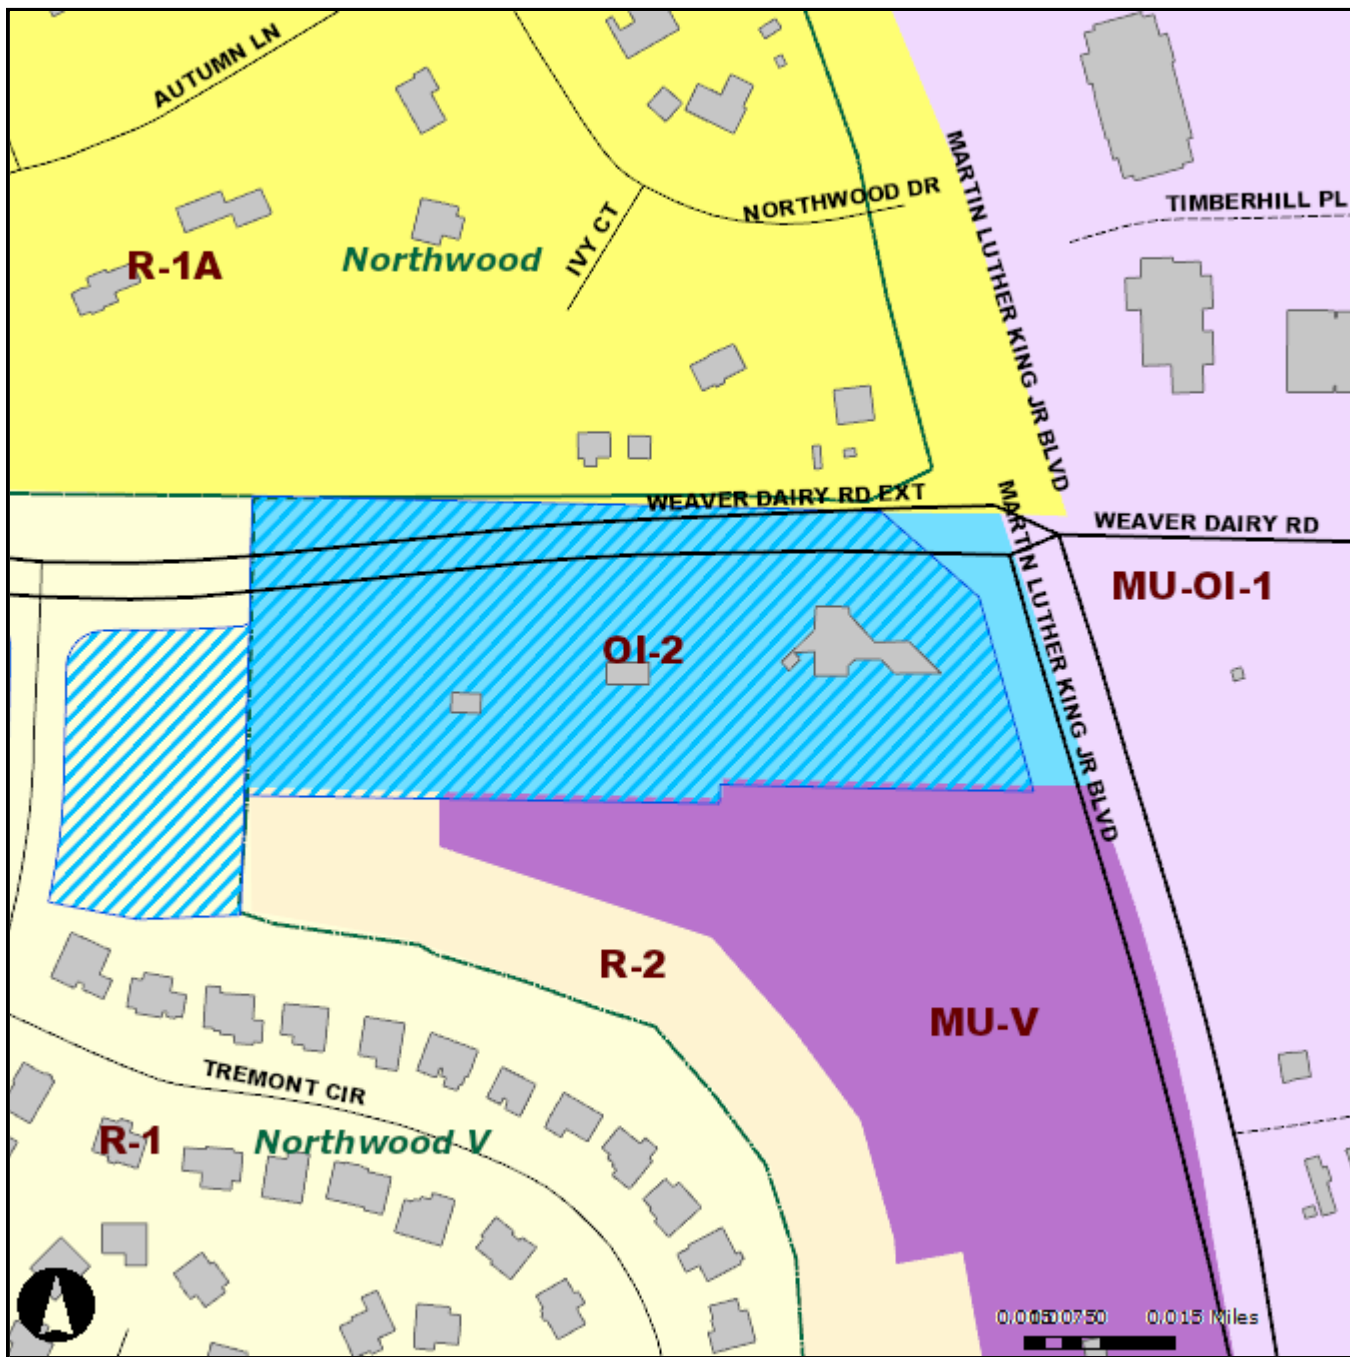 AUTUMN LN
NORTHWOOD DR
MARTIN LUTHER KING JR BLVD
TIMBERHILL PL
IVY CT
R-1A
Northwood
WEAVER DAIRY RD EXT
WEAVER DAIRY RD
MARTIN LUTHER KING JR BLVD
MU-OI-1
OI-2
R-2
MU-V
TREMONT CIR
R-1
Northwood V
0.015 Miles